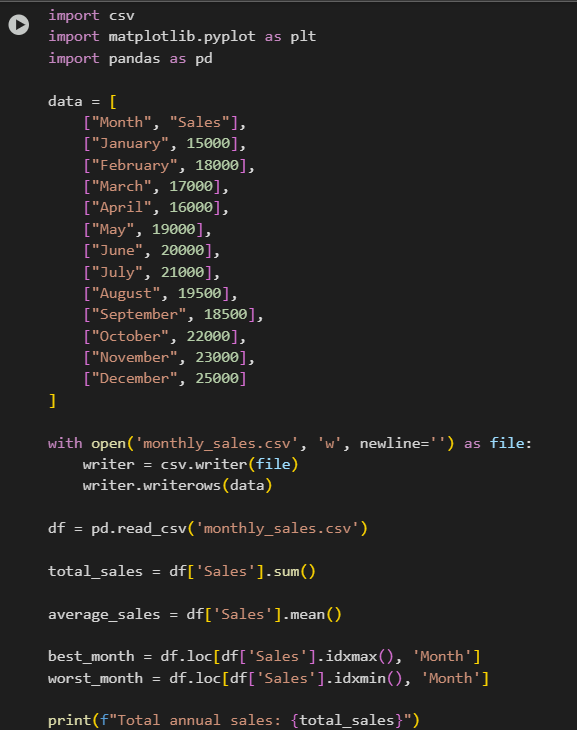 import csv
import matplotlib.pyplot as plt
import pandas as pd
data = [
    ["Month", "Sales"],
    ["January", 15000],
    ["February", 18000],
    ["March", 17000],
    ["April", 16000],
    ["May", 19000],
    ["June", 20000],
    ["July", 21000],
    ["August", 19500],
    ["September", 18500],
    ["October", 22000],
    ["November", 23000],
    ["December", 25000]
]
with open('monthly_sales.csv', 'w', newline='') as file:
    writer = csv.writer(file)
    writer.writerows(data)
df = pd.read_csv('monthly_sales.csv')
total_sales = df['Sales'].sum()
average_sales = df['Sales'].mean()
best_month = df.loc[df['Sales'].idxmax(), 'Month']
worst_month = df.loc[df['Sales'].idxmin(), 'Month']
print(f"Total annual sales: {total_sales}")